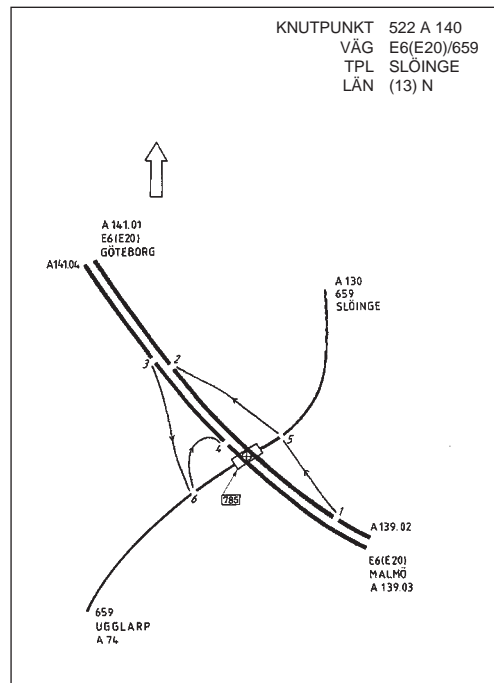 KNUTPUNKT 522 A 140
VÄG E6(E20)/659
TPL SLÖINGE
LÄN (13) N
A 141.01
E6(E20)
GÖTEBORG
A141.04
A 130
659
SLÖINGE
3
2
4
5
6
785
1
A 139.02
E6(E20)
MALMÖ
A 139.03
659
UGGLARP
A 74